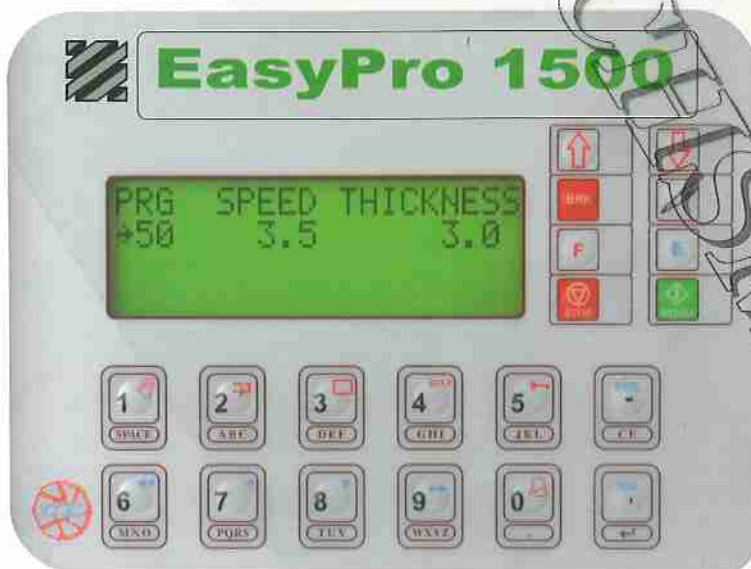 EasyPro 1500
PRG SPEED THICKNESS
→50 3.5 3.0
BRK
F E
STOP
1 2 3 4 5 -
SPACE ABC DEF GHI JKL CE
6 7 8 9 0 ,
MNO PQRS TUV WXYZ .